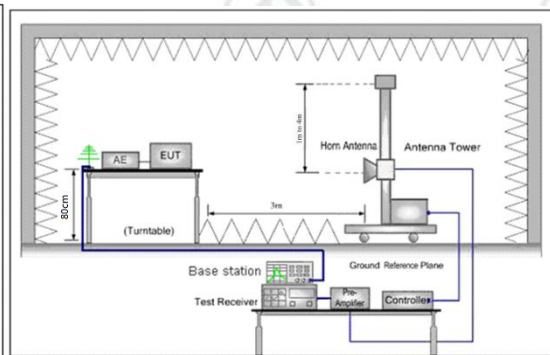 1m to 4m
Horn Antenna
Antenna Tower
AE
EUT
80cm
(Turntable)
3m
Ground Reference Plane
Base station
Test Receiver
Pre-
Amplifier
Controller